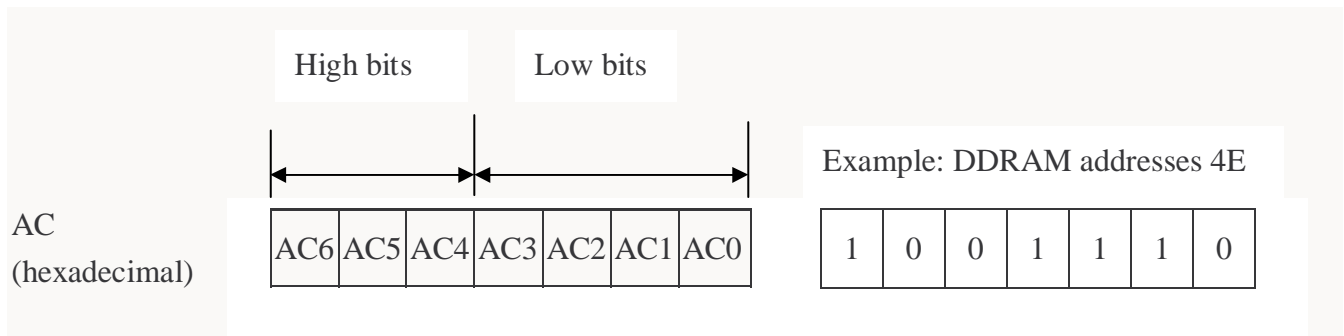 High bits Low bits
Example: DDRAM addresses 4E
AC
(hexadecimal)
AC6 AC5 AC4 AC3 AC2 AC1 AC0 1 0 0 1 1 1 0